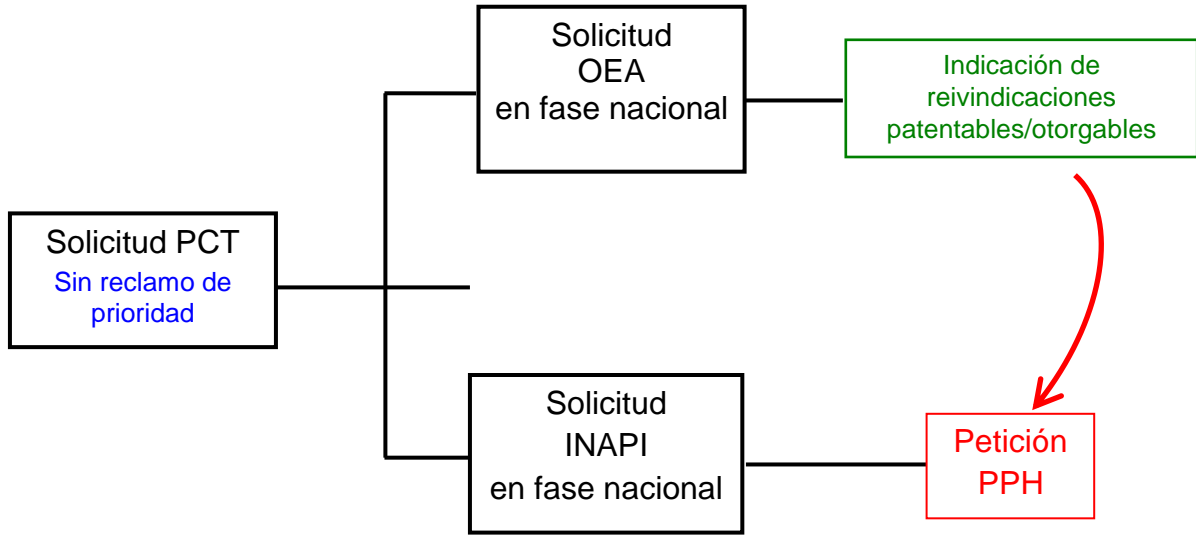 Solicitud
OEA
en fase nacional
Indicación de
reivindicaciones
patentables/otorgables
Solicitud PCT
Sin reclamo de
prioridad
Solicitud
INAPI
en fase nacional
Petición
PPH